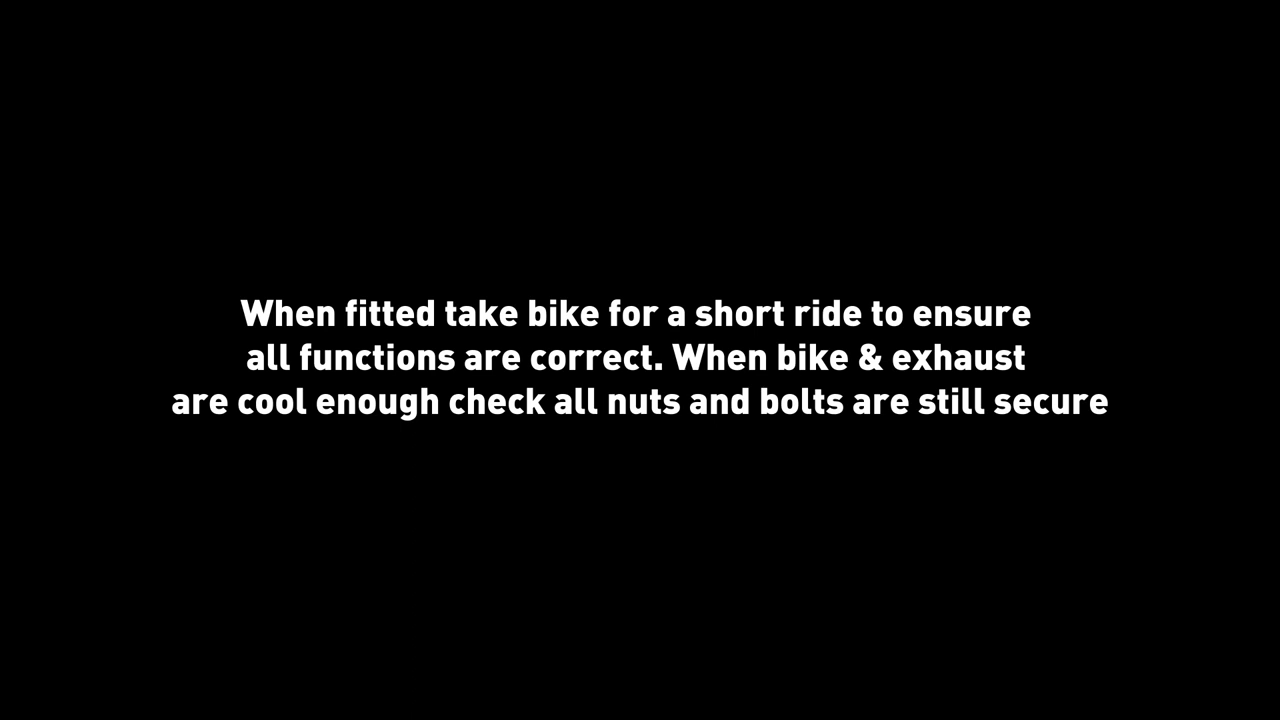 When fitted take bike for a short ride to ensure
all functions are correct. When bike & exhaust
are cool enough check all nuts and bolts are still secure